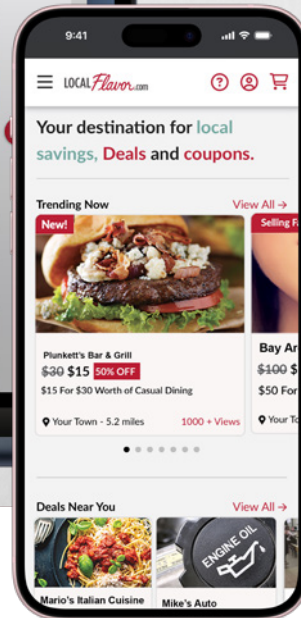 9:41
LOCAL Flavor.com
Your destination for local
savings, Deals and coupons.
Trending Now
View All →
New!
Selling
Plunkett's Bar & Grill
$30 $15 50% OFF
$15 For $30 Worth of Casual Dining
Your Town - 5.2 miles
1000 + Views
Bay
$100
$50 For
Your
Deals Near You
View All →
ENGINE OIL
Mario's Italian Cuisine
Mike's Auto